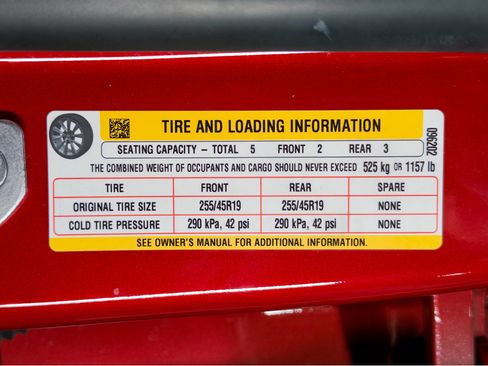 TIRE AND LOADING INFORMATION
SEATING CAPACITY – TOTAL 5 FRONT 2 REAR 3
THE COMBINED WEIGHT OF OCCUPANTS AND CARGO SHOULD NEVER EXCEED 525 kg OR 1157 lb
TIRE FRONT REAR SPARE
ORIGINAL TIRE SIZE 255/45R19 255/45R19 NONE
COLD TIRE PRESSURE 290 kPa, 42 psi 290 kPa, 42 psi NONE
SEE OWNER'S MANUAL FOR ADDITIONAL INFORMATION.